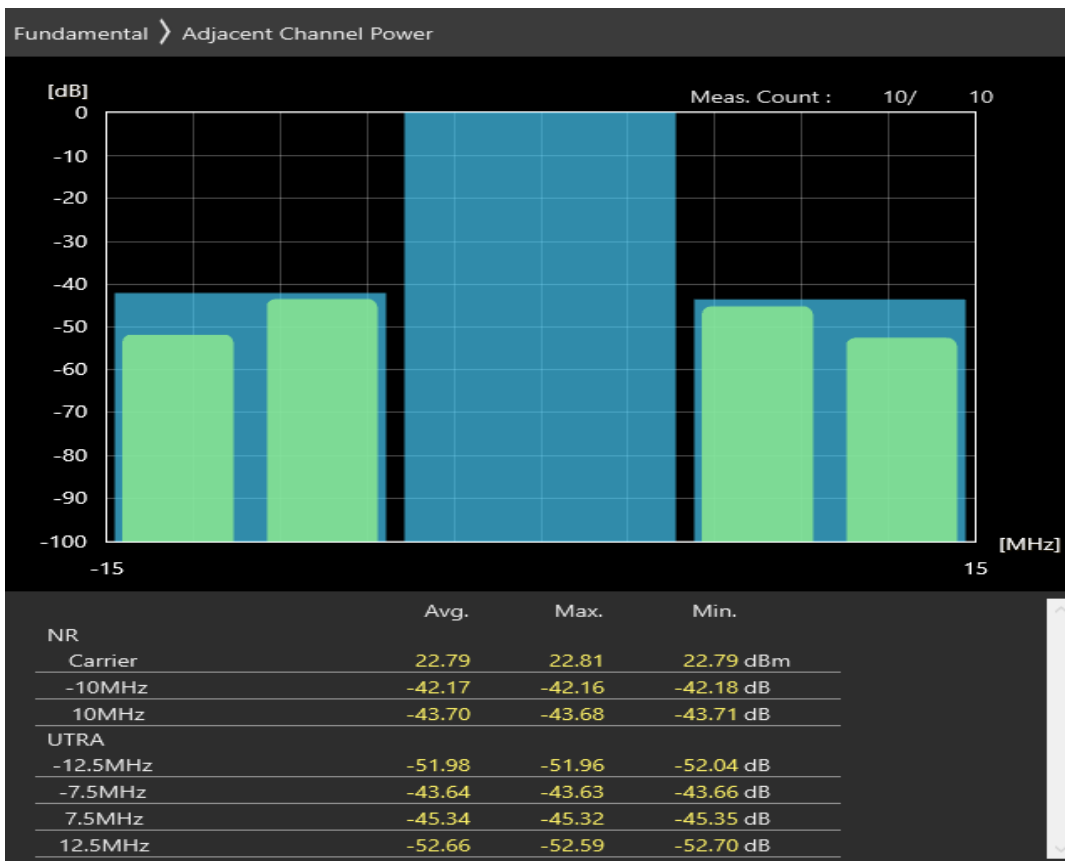 Fundamental 〉 Adjacent Channel Power
[dB]
Meas. Count : 10/ 10
0
-10
-20
-30
-40
-50
-60
-70
-80
-90
-100
[MHz]
-15 15
Avg. Max. Min.
NR
Carrier 22.79 22.81 22.79 dBm
-10MHz -42.17 -42.16 -42.18 dB
10MHz -43.70 -43.68 -43.71 dB
UTRA
-12.5MHz -51.98 -51.96 -52.04 dB
-7.5MHz -43.64 -43.63 -43.66 dB
7.5MHz -45.34 -45.32 -45.35 dB
12.5MHz -52.66 -52.59 -52.70 dB